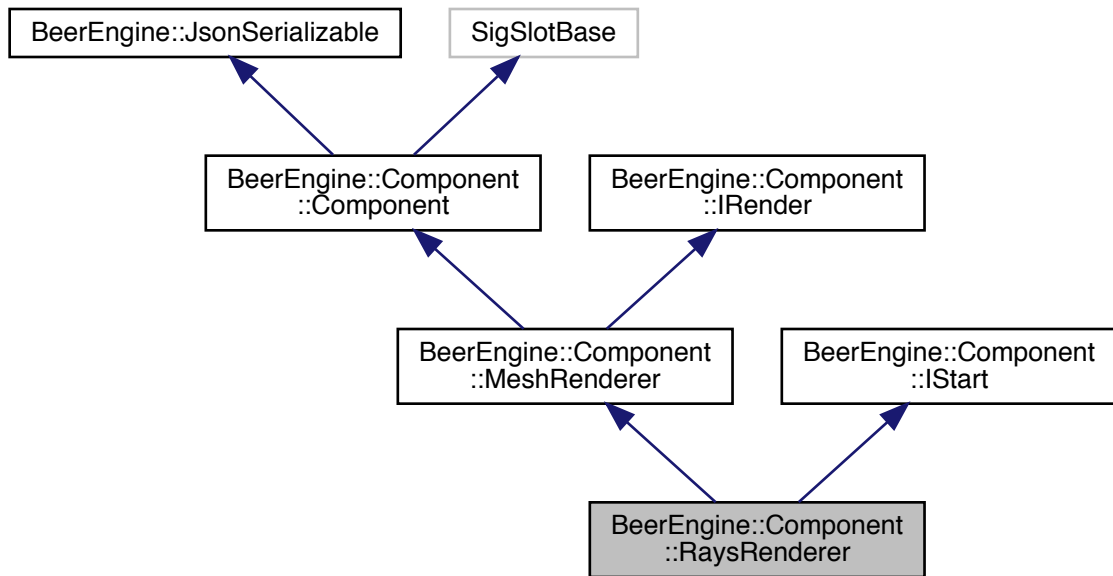 BeerEngine::JsonSerializable
SigSlotBase
BeerEngine::Component
::Component
BeerEngine::Component
::IRender
BeerEngine::Component
::MeshRenderer
BeerEngine::Component
::IStart
BeerEngine::Component
::RaysRenderer